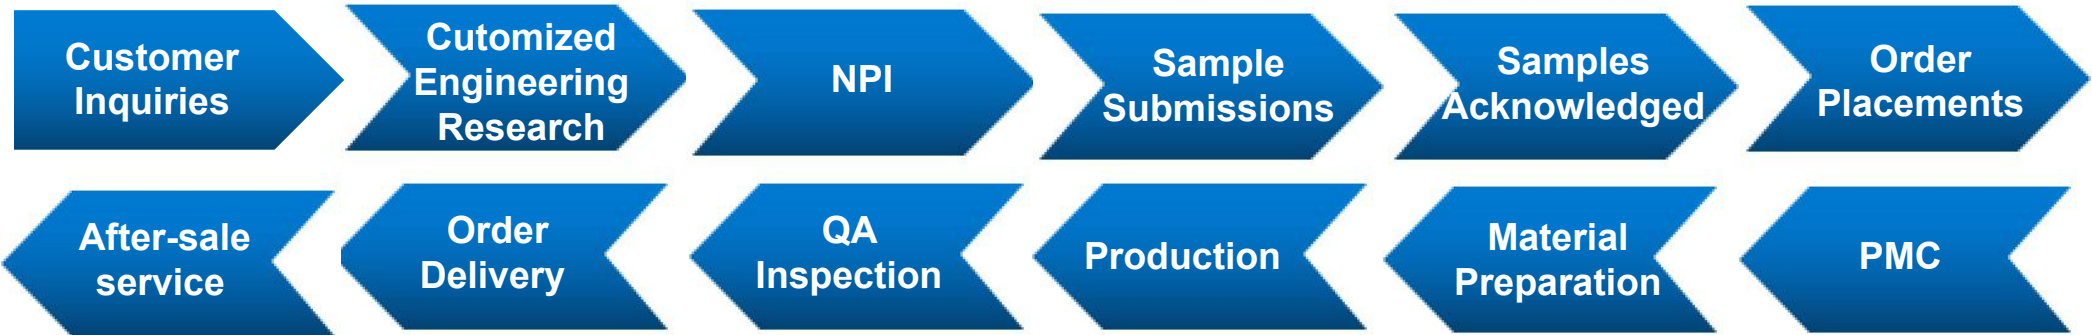 Customer
Inquiries
Cutomized
Engineering
Research
NPI
Sample
Submissions
Samples
Acknowledged
Order
Placements
After-sale
service
Order
Delivery
QA
Inspection
Production
Material
Preparation
PMC